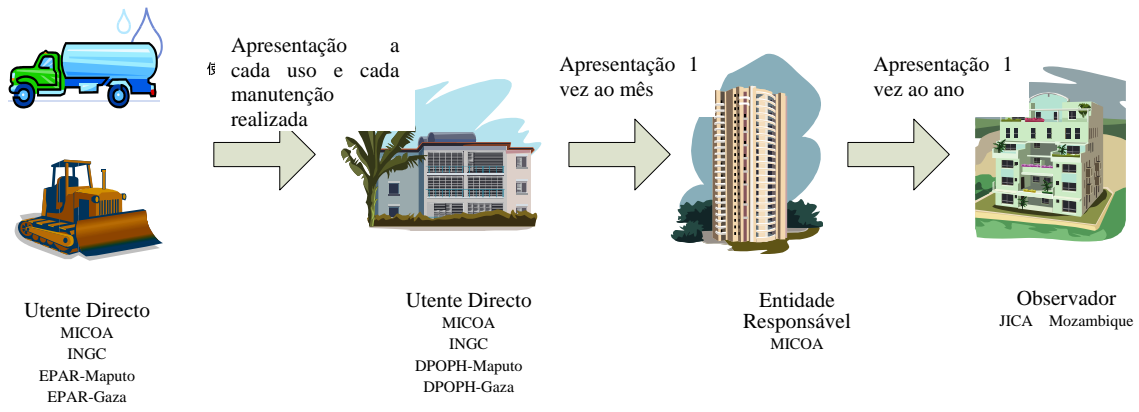 Apresentação a
cada uso e cada
manutenção
realizada
Apresentação 1
vez ao mês
Apresentação 1
vez ao ano
Utente Directo
MICOA
INGC
EPAR-Maputo
EPAR-Gaza
Utente Directo
MICOA
INGC
DPOPH-Maputo
DPOPH-Gaza
Entidade
Responsável
MICOA
Observador
JICA Mozambique